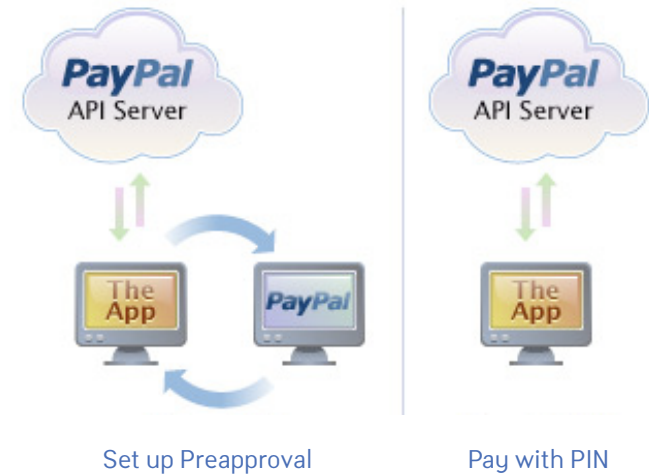 PayPal
API Server
The
App
PayPal
Set up Preapproval
PayPal
API Server
The
App
Pay with PIN